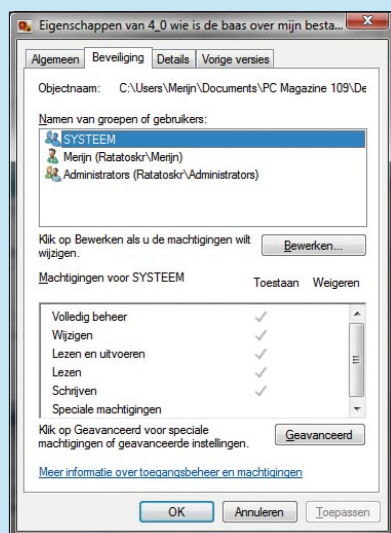 Eigenschappen van 4_0 wie is de baas over mijn besta...
Algemeen Beveiliging Details Vorige versies
Objectnaam: C:\Users\Merijn\Documents\PC Magazine 109\De
Namen van groepen of gebruikers:
SYSTEEM
Merijn (Ratatoskr\Merijn)
Administrators (Ratatoskr\Administrators)
Klik op Bewerken als u de machtigingen wilt
wijzigen.
Bewerken...
Machtigingen voor SYSTEEM Toestaan Weigeren
Volledig beheer
Wijzigen
Lezen en uitvoeren
Lezen
Schrijven
Speciale machtigingen
Klik op Geavanceerd voor speciale
machtigingen of geavanceerde instellingen.
Geavanceerd
Meer informatie over toegangsbeheer en machtigingen
OK Annuleren Toepassen